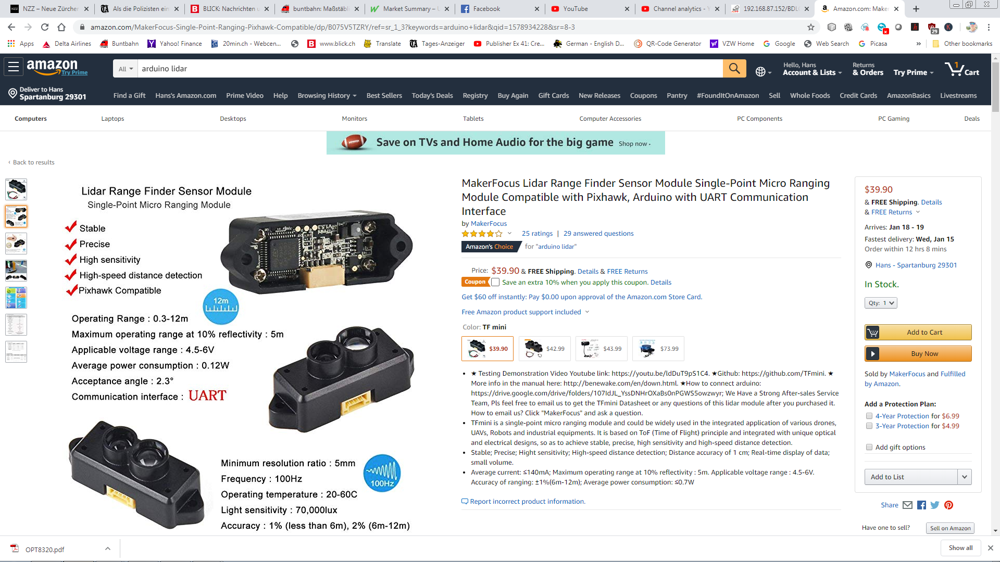 NZZ – Neue Zürcher
Als die Polizisten ein
BLICK: Nachrichten u
buntbahn: Maßstäbl
Market Summary – U
Facebook
YouTube
Channel analytics - Y
192.168.87.152/BDL
Amazon.com: Maker
amazon.com/MakerFocus-Single-Point-Ranging-Pixhawk-Compatible/dp/B075V5TZRY/ref=sr_1_3?keywords=arduino+lidar&qid=1578934228&sr=8-3
29
Apps
Delta Airlines
Buntbahn
Yahoo! Finance
20min.ch - Webcen...
www.blick.ch
Translate
Tages-Anzeiger
Publisher Ex 41: Cre...
German - English D...
QR-Code Generator
VZW Home
Google
Web Search
Picasa
»
Other bookmarks
amazon
Try Prime
All
arduino lidar
Hello, Hans
Account & Lists
Returns
& Orders
Try Prime
1
Cart
Deliver to Hans
Spartanburg 29301
Find a Gift
Hans's Amazon.com
Prime Video
Help
Browsing History
Best Sellers
Today's Deals
Registry
Buy Again
Gift Cards
New Releases
Coupons
Pantry
#FoundItOnAmazon
Sell
Whole Foods
Credit Cards
AmazonBasics
Livestreams
Computers
Laptops
Desktops
Monitors
Tablets
Computer Accessories
PC Components
PC Gaming
Deals
Save on TVs and Home Audio for the big game Shop now
‹ Back to results
Lidar Range Finder Sensor Module
Single-Point Micro Ranging Module
Stable
Precise
High sensitivity
High-speed distance detection
Pixhawk Compatible
12m
Operating Range : 0.3-12m
Maximum operating range at 10% reflectivity : 5m
Applicable voltage range : 4.5-6V
Average power consumption : 0.12W
Acceptance angle : 2.3°
Communication interface : UART
Minimum resolution ratio : 5mm
Frequency : 100Hz
100Hz
Operating temperature : 20-60C
Light sensitivity : 70,000lux
Accuracy : 1% (less than 6m), 2% (6m-12m)
MakerFocus Lidar Range Finder Sensor Module Single-Point Micro Ranging
Module Compatible with Pixhawk, Arduino with UART Communication
Interface
by MakerFocus
25 ratings | 29 answered questions
Amazon's Choice for "arduino lidar"
Price: $39.90 & FREE Shipping. Details & FREE Returns
Coupon Save an extra 10% when you apply this coupon. Details
Get $60 off instantly: Pay $0.00 upon approval of the Amazon.com Store Card.
Free Amazon product support included
Color: TF mini
$39.90
$42.99
$43.99
$73.99
• ★ Testing Demonstration Video Youtube link: https://youtu.be/ldDuT9pS1C4. ★Github: https://github.com/TFmini. ★
More info in the manual here: http://benewake.com/en/down.html. ★How to connect arduino:
https://drive.google.com/drive/folders/107IdJL_YssDNHrOXaBs0nPGWS5owzwyr; We Have a Strong After-sales Service
Team, Pls feel free to email us to get the TFmini Datasheet or any questions of this lidar module after you purchased it.
How to email us? Click "MakerFocus" and ask a question.
• TFmini is a single-point micro ranging module and could be widely used in the integrated application of various drones,
UAVs, Robots and industrial equipments. It is based on ToF (Time of Flight) principle and integrated with unique optical
and electrical designs, so as to achieve stable, precise, high sensitivity and high-speed distance detection.
• Stable; Precise; Hight sensitivity; High-speed distance detection; Distance accuracy of 1 cm; Real-time display of data;
small volume.
• Average current: ≤140mA; Maximum operating range at 10% reflectivity : 5m. Applicable voltage range : 4.5-6V.
Accuracy of ranging: ±1%(6m-12m); Average power consumption: ≤0.7W
Report incorrect product information.
$39.90
& FREE Shipping. Details
& FREE Returns
Arrives: Jan 18 - 19
Fastest delivery: Wed, Jan 15
Order within 12 hrs 8 mins
Hans - Spartanburg 29301
In Stock.
Qty: 1
Add to Cart
Buy Now
Sold by MakerFocus and Fulfilled
by Amazon.
Add a Protection Plan:
4-Year Protection for $6.99
3-Year Protection for $4.99
Add gift options
Add to List
Share
Have one to sell?
Sell on Amazon
OPT8320.pdf
Show all